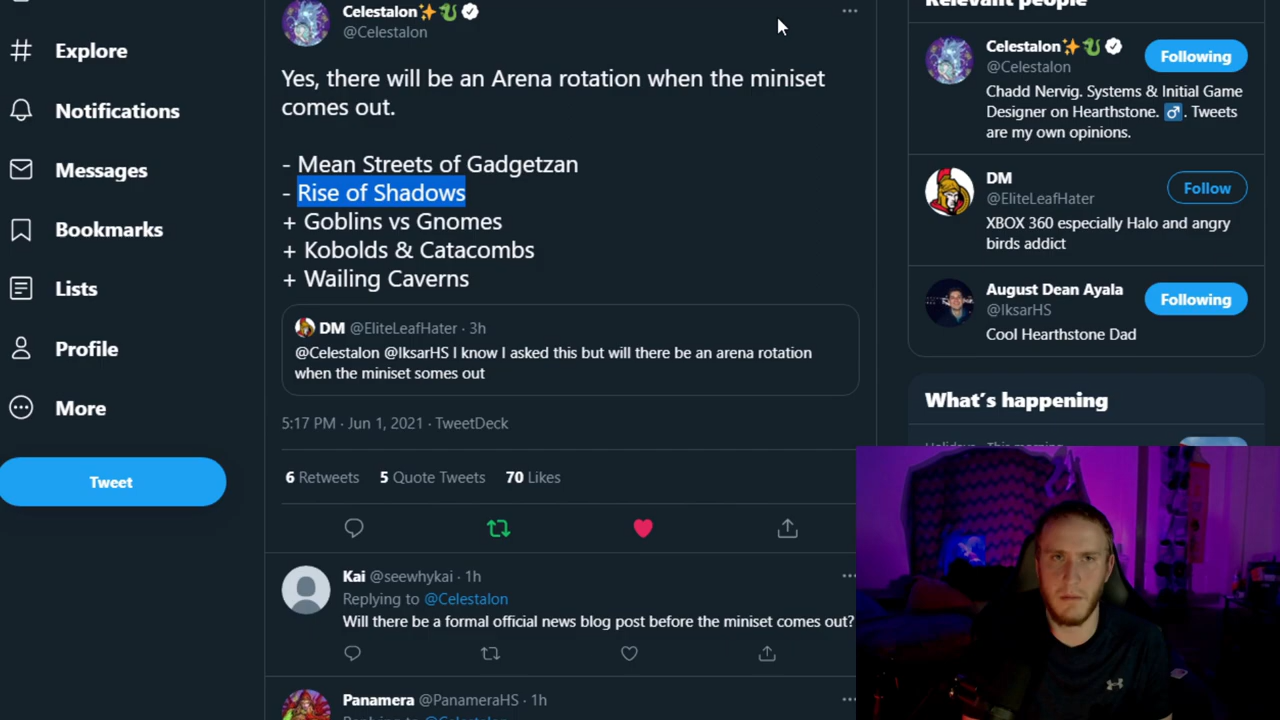 Explore
Notifications
Messages
Bookmarks
Lists
Profile
More
Tweet
Celestalon
@Celestalon
Yes, there will be an Arena rotation when the miniset
comes out.
- Mean Streets of Gadgetzan
- Rise of Shadows
+ Goblins vs Gnomes
+ Kobolds & Catacombs
+ Wailing Caverns
DM @EliteLeafHater · 3h
@Celestalon @IksarHS I know I asked this but will there be an arena rotation
when the miniset somes out
5:17 PM · Jun 1, 2021 · TweetDeck
6 Retweets 5 Quote Tweets 70 Likes
Kai @seewhykai · 1h
Replying to @Celestalon
Will there be a formal official news blog post before the miniset comes out?
Panamera @PanameraHS · 1h
Replying to @Celestalon
Relevant people
Celestalon
@Celestalon
Following
Chadd Nervig. Systems & Initial Game
Designer on Hearthstone. . Tweets
are my own opinions.
DM
@EliteLeafHater
Follow
XBOX 360 especially Halo and angry
birds addict
August Dean Ayala
@IksarHS
Following
Cool Hearthstone Dad
What's happening
Holidays · This morning